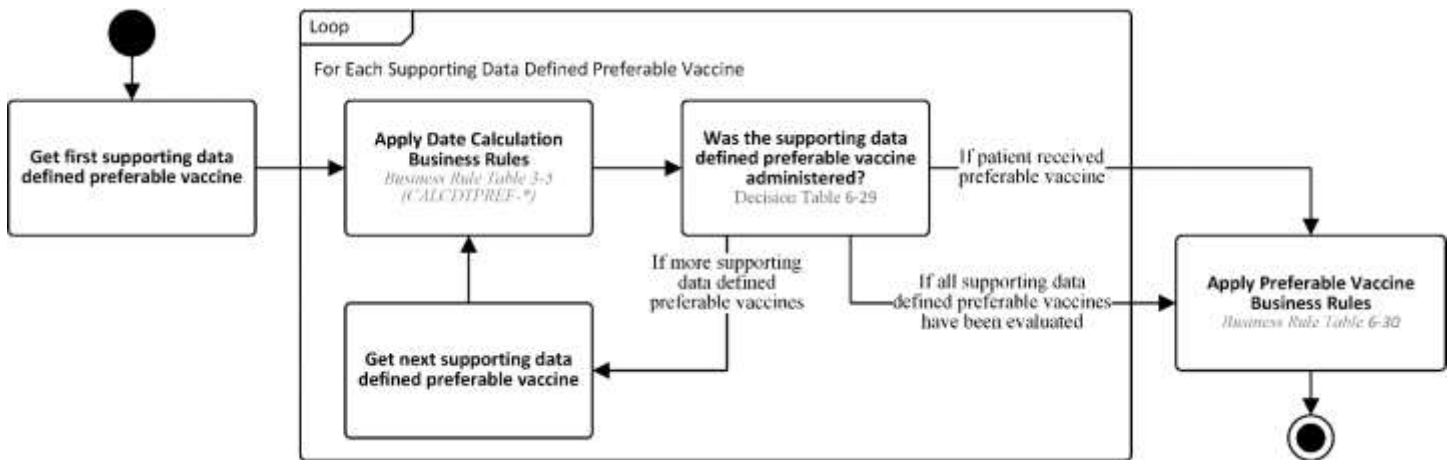 Loop
For Each Supporting Data Defined Preferable Vaccine
Get first supporting data
defined preferable vaccine
Apply Date Calculation
Business Rules
Business Rule Table 3-5
(CALCDTPREF-*)
Was the supporting data
defined preferable vaccine
administered?
Decision Table 6-29
If patient received
preferable vaccine
If more supporting
data defined
preferable vaccines
If all supporting data
defined preferable vaccines
have been evaluated
Get next supporting data
defined preferable vaccine
Apply Preferable Vaccine
Business Rules
Business Rule Table 6-30